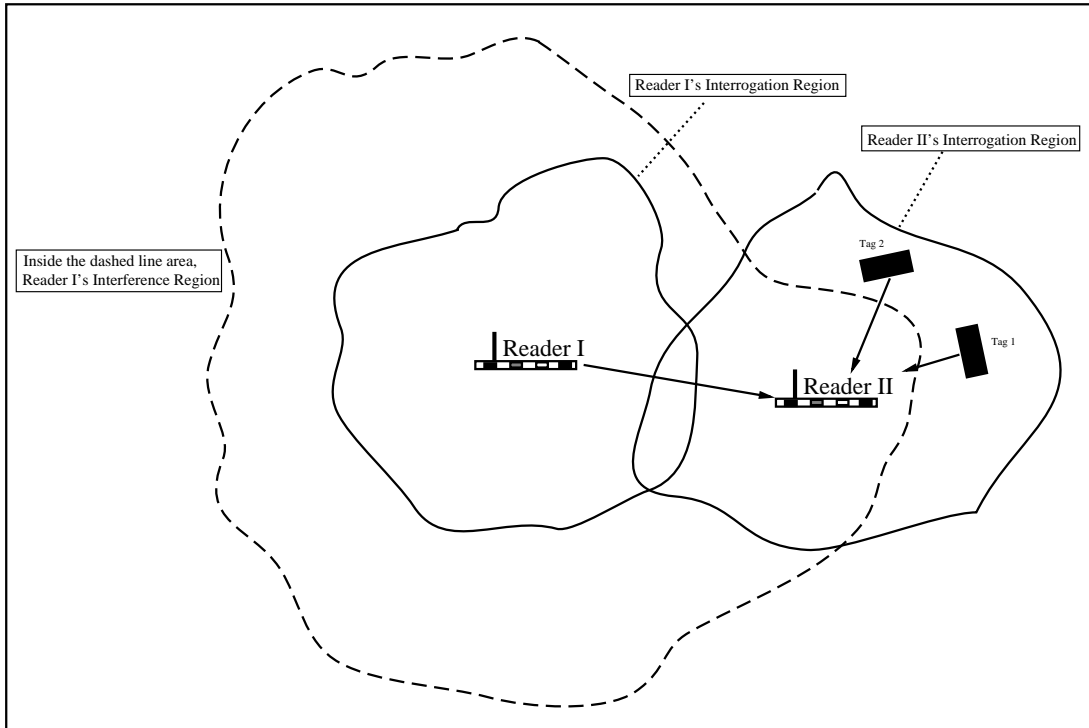 Reader I's Interrogation Region
Reader II's Interrogation Region
Tag 2
Inside the dashed line area,
Reader I's Interference Region
Reader I
Tag 1
Reader II